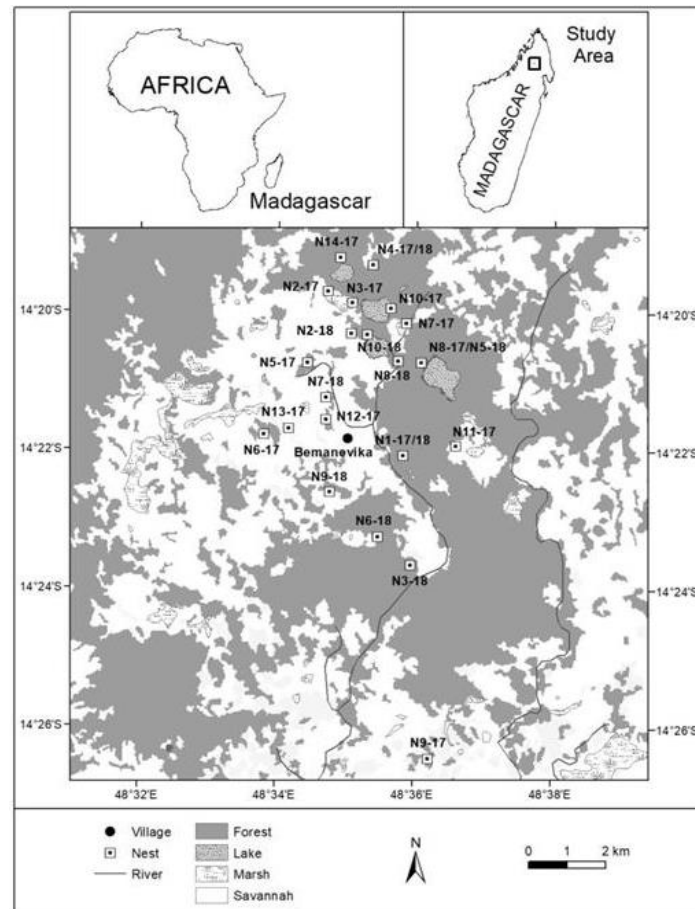 AFRICA
Madagascar
Study
Area
MADAGASCAR
N14-17
N4-17/18
N2-17
N3-17
N10-17
14°20'S
14°20'S
N7-17
N2-18
N10-18
N8-17/N5-18
N5-17
N8-18
N7-18
N13-17
N12-17
14°22'S
N6-17
Bemanevika
N1-17/18
N11-17
14°22'S
N9-18
N6-18
14°24'S
N3-18
14°24'S
14°26'S
N9-17
14°26'S
48°32'E
48°34'E
48°36'E
48°38'E
Village
Forest
Nest
Lake
N
0 1 2 km
River
Marsh
Savannah